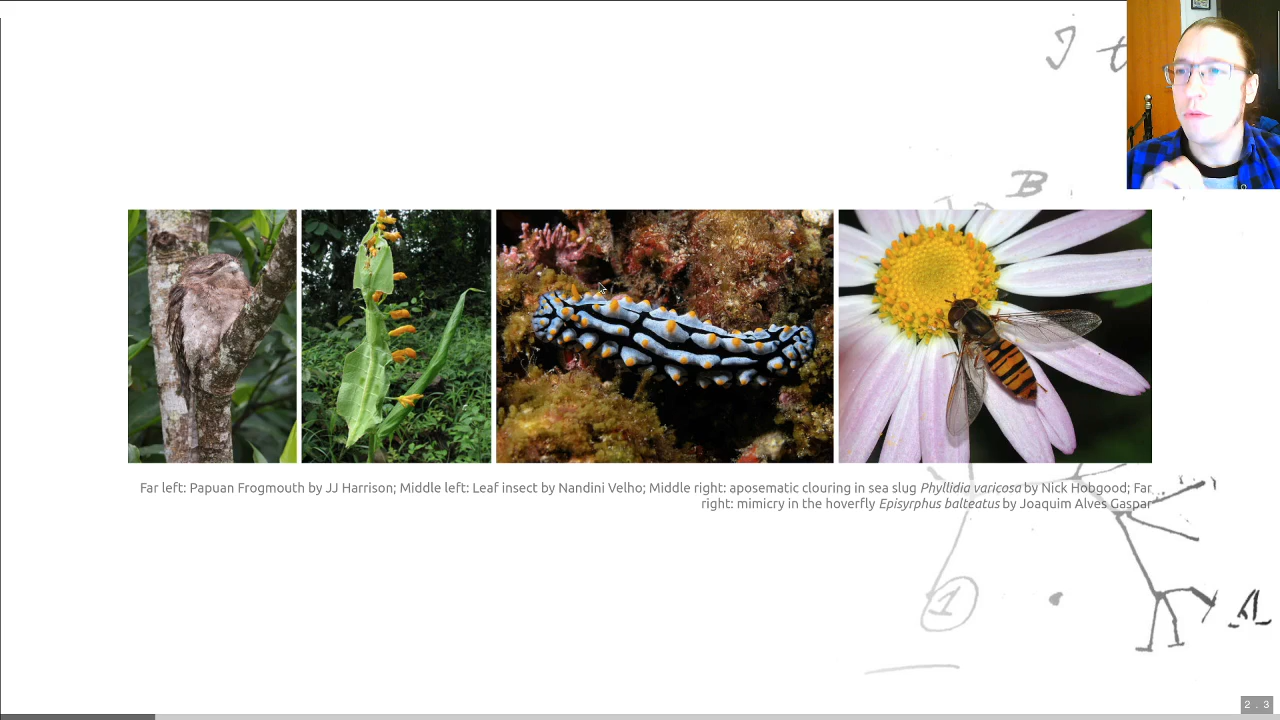 I t
B
Far left: Papuan Frogmouth by JJ Harrison; Middle left: Leaf insect by Nandini Velho; Middle right: aposematic clouring in sea slug Phyllidia varicosa by Nick Hobgood; Far
right: mimicry in the hoverfly Episyrphus balteatus by Joaquim Alves Gaspar
1
A
2 . 3